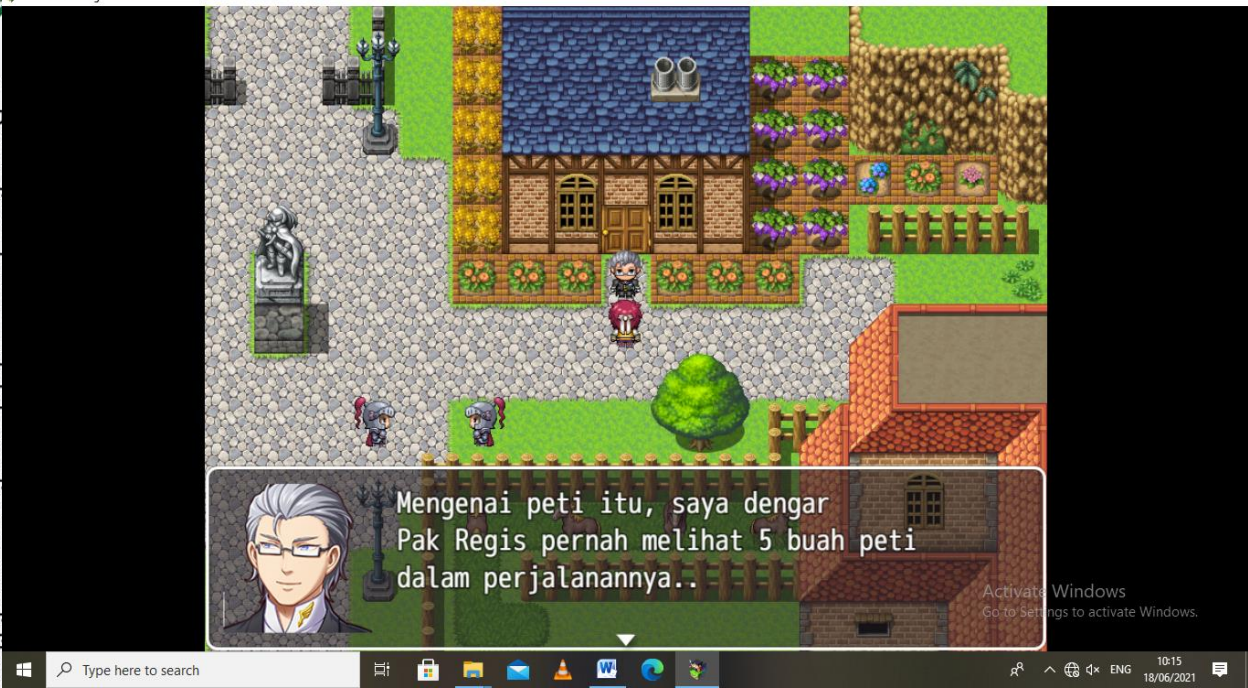 Mengenai peti itu, saya dengar
Pak Regis pernah melihat 5 buah peti
dalam perjalanannya..
Activate Windows
Go to Settings to activate Windows.
Type here to search
ENG
10:15
18/06/2021